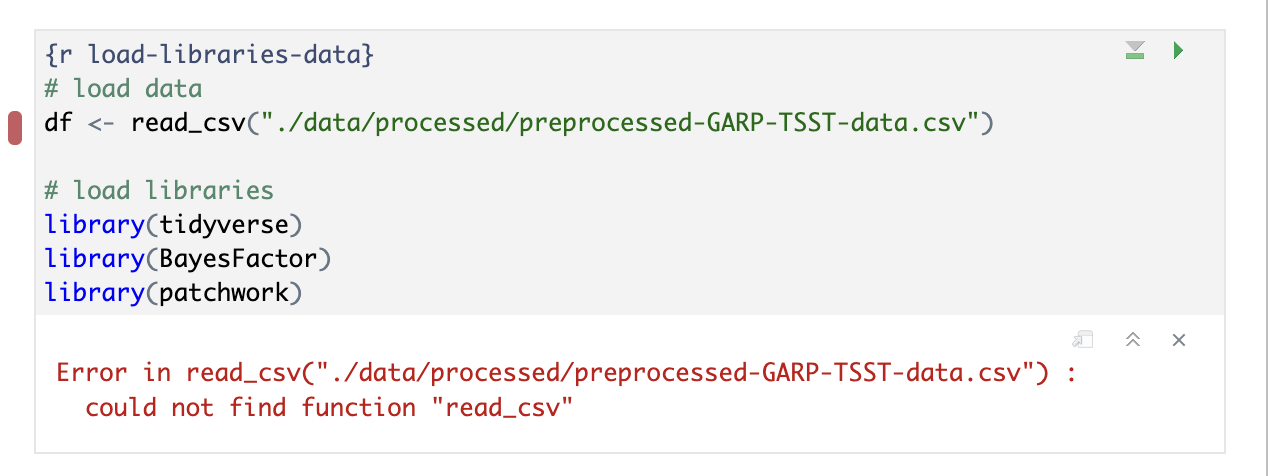 {r load-libraries-data}
# load data
df <- read_csv("./data/processed/preprocessed-GARP-TSST-data.csv")
# load libraries
library(tidyverse)
library(BayesFactor)
library(patchwork)
Error in read_csv("./data/processed/preprocessed-GARP-TSST-data.csv") :
could not find function "read_csv"